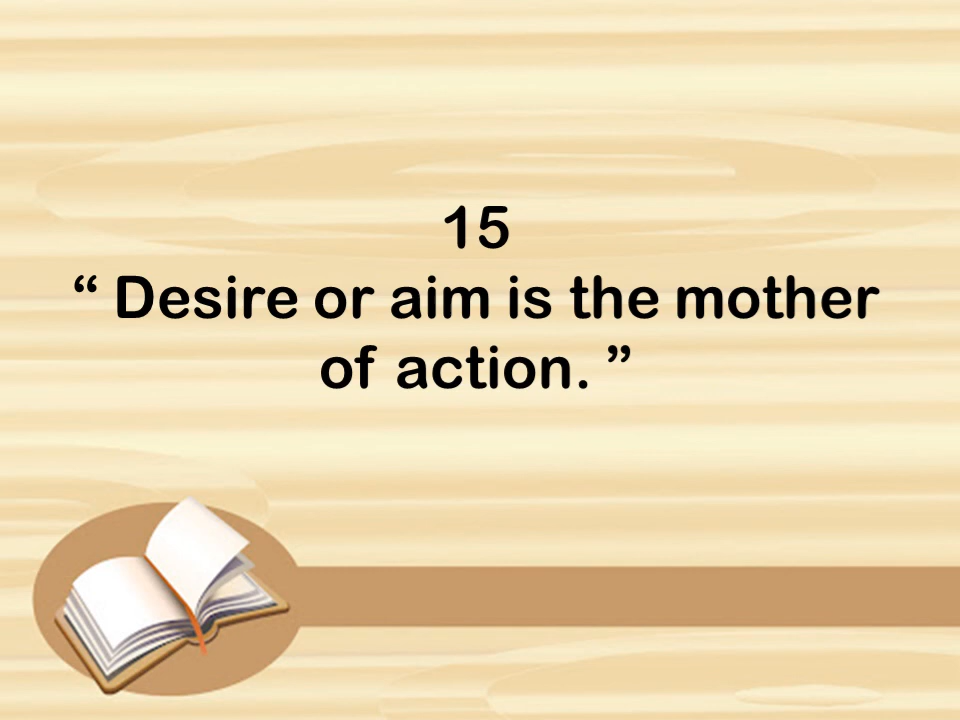 15
“ Desire or aim is the mother
of action. ”